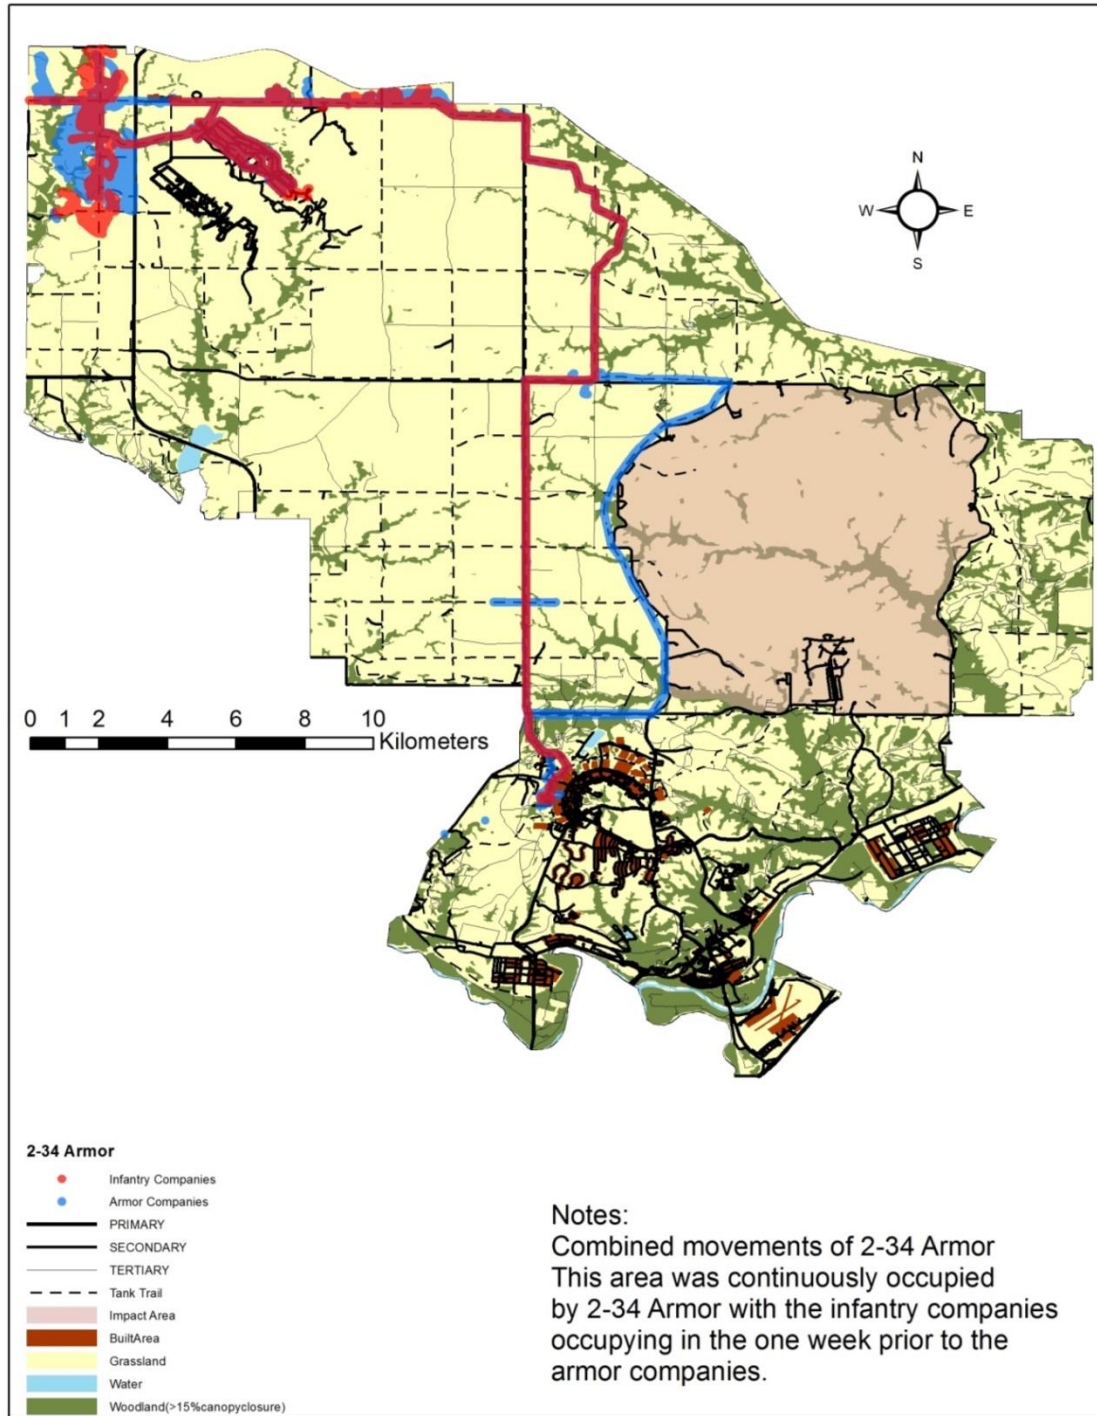 N
W E
S
0 1 2 4 6 8 10
Kilometers
2-34 Armor
Infantry Companies
Armor Companies
PRIMARY
SECONDARY
TERTIARY
Tank Trail
Impact Area
BuiltArea
Grassland
Water
Woodland(>15%canopyclosure)
Notes:
Combined movements of 2-34 Armor
This area was continuously occupied
by 2-34 Armor with the infantry companies
occupying in the one week prior to the
armor companies.